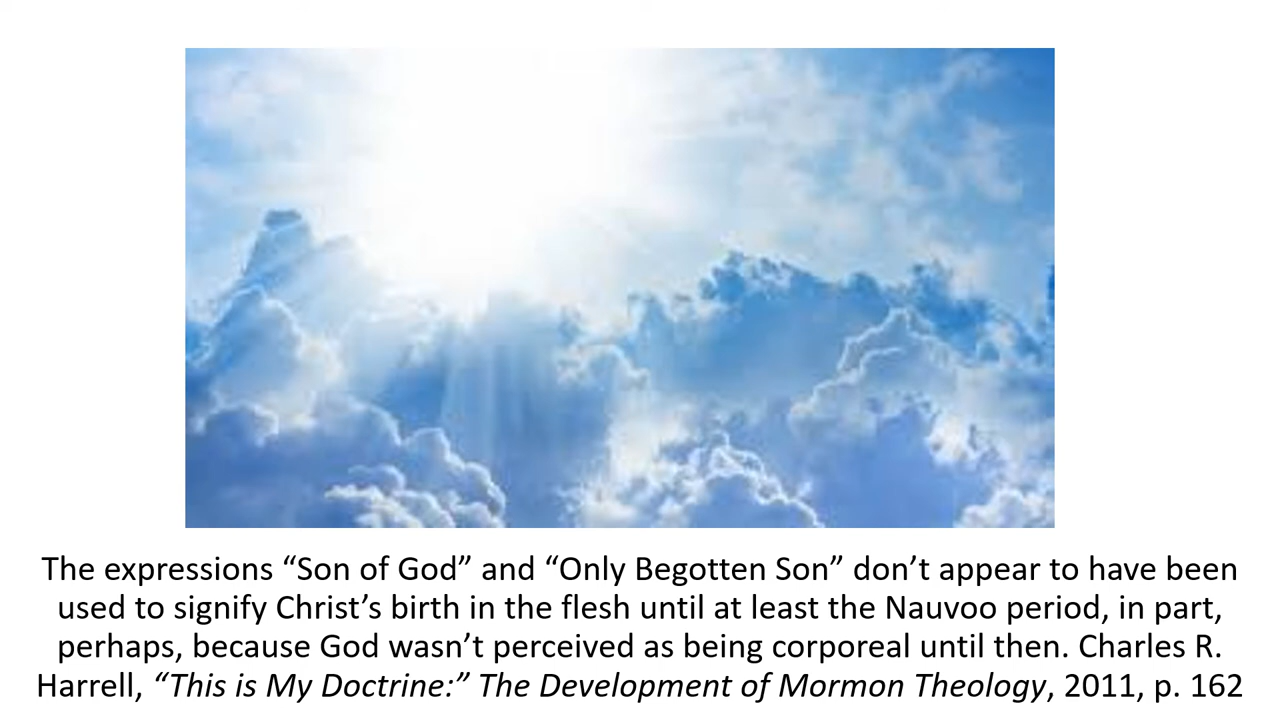 The expressions “Son of God” and “Only Begotten Son” don’t appear to have been
used to signify Christ’s birth in the flesh until at least the Nauvoo period, in part,
perhaps, because God wasn’t perceived as being corporeal until then. Charles R.
Harrell, “This is My Doctrine:” The Development of Mormon Theology, 2011, p. 162